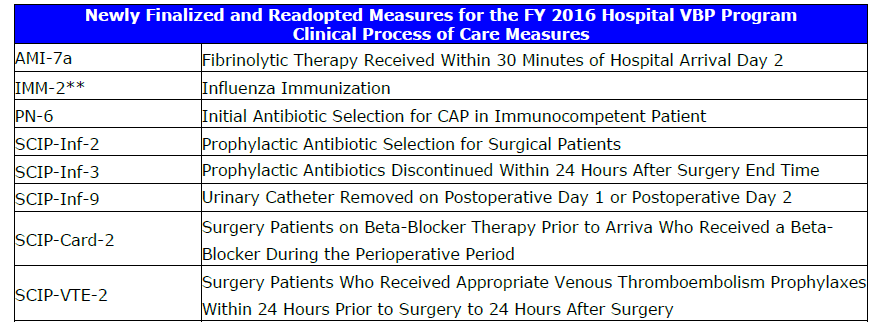 Newly Finalized and Readopted Measures for the FY 2016 Hospital VBP Program
Clinical Process of Care Measures
AMI-7a Fibrinolytic Therapy Received Within 30 Minutes of Hospital Arrival Day 2
IMM-2** Influenza Immunization
PN-6 Initial Antibiotic Selection for CAP in Immunocompetent Patient
SCIP-Inf-2 Prophylactic Antibiotic Selection for Surgical Patients
SCIP-Inf-3 Prophylactic Antibiotics Discontinued Within 24 Hours After Surgery End Time
SCIP-Inf-9 Urinary Catheter Removed on Postoperative Day 1 or Postoperative Day 2
SCIP-Card-2 Surgery Patients on Beta-Blocker Therapy Prior to Arriva Who Received a Beta-
Blocker During the Perioperative Period
SCIP-VTE-2 Surgery Patients Who Received Appropriate Venous Thromboembolism Prophylaxes
Within 24 Hours Prior to Surgery to 24 Hours After Surgery